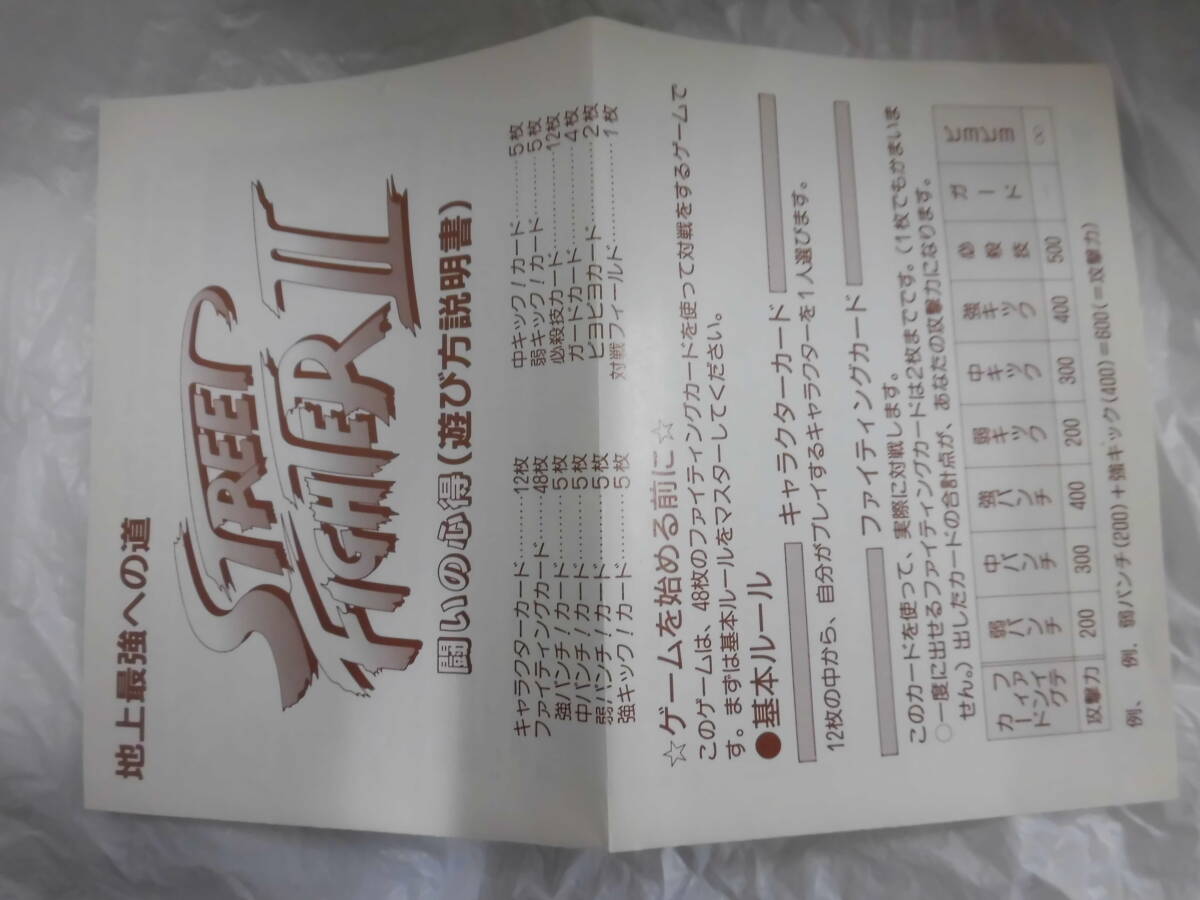 地上最強への道
STREET
FIGHTER II
闘いの心得(遊び方説明書)
キャラクターカード………12枚
ファイティングカード……48枚
強パンチ!カード………5枚
中パンチ!カード………5枚
弱パンチ!カード………5枚
強キック!カード………5枚
中キック!カード………5枚
弱キック!カード………5枚
必殺技カード……………12枚
ガードカード……………4枚
ピヨピヨカード…………2枚
対戦フィールド…………1枚
☆ゲームを始める前に☆
このゲームは、48枚のファイティングカードを使って対戦をするゲームで
す。まずは基本ルールをマスターしてください。
●基本ルール
キャラクターカード
12枚の中から、自分がプレイするキャラクターを1人選びます。
ファイティングカード
このカードを使って、実際に対戦します。
○一度に出せるファイティングカードは2枚までです。(1枚でもかまいま
せん。)出したカードの合計点が、あなたの攻撃力になります。
ファイティングカード 弱パンチ 中パンチ 強パンチ 弱キック 中キック 強キック 必殺技 ガード ピヨピヨ
攻撃力 200 300 400 200 300 400 500 ∞
例、 例、弱パンチ(200)+強キック(400)=600(=攻撃力)